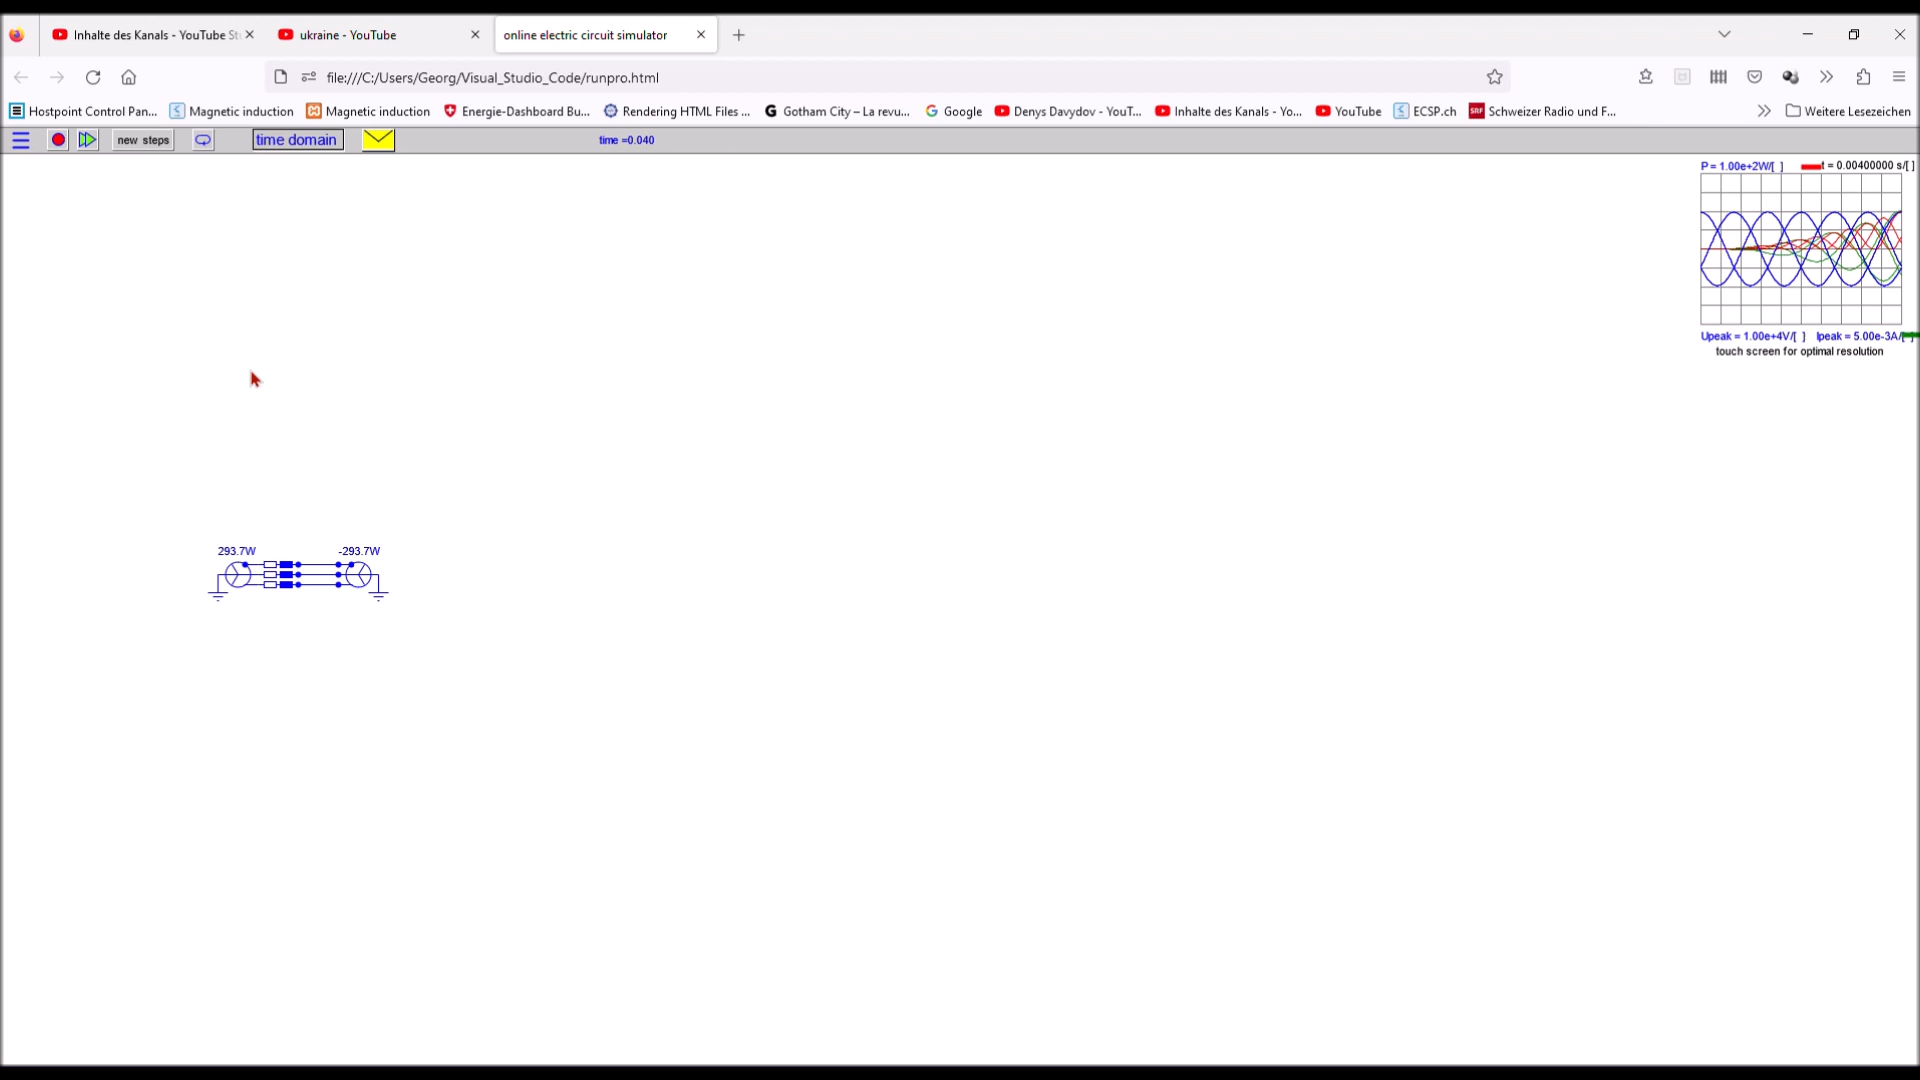 Inhalte des Kanals - YouTube St
ukraine - YouTube
online electric circuit simulator
file:///C:/Users/Georg/Visual_Studio_Code/runpro.html
Hostpoint Control Pan...
Magnetic induction
Magnetic induction
Energie-Dashboard Bu...
Rendering HTML Files ...
G Gotham City – La revu...
Google
Denys Davydov - YouT...
Inhalte des Kanals - Yo...
YouTube
ECSP.ch
SRF Schweizer Radio und F...
Weitere Lesezeichen
new steps
time domain
time =0.040
P = 1.00e+2W/[ ]
t = 0.00400000 s/[ ]
Upeak = 1.00e+4V/[ ]
Ipeak = 5.00e-3A/[ ]
touch screen for optimal resolution
293.7W
-293.7W